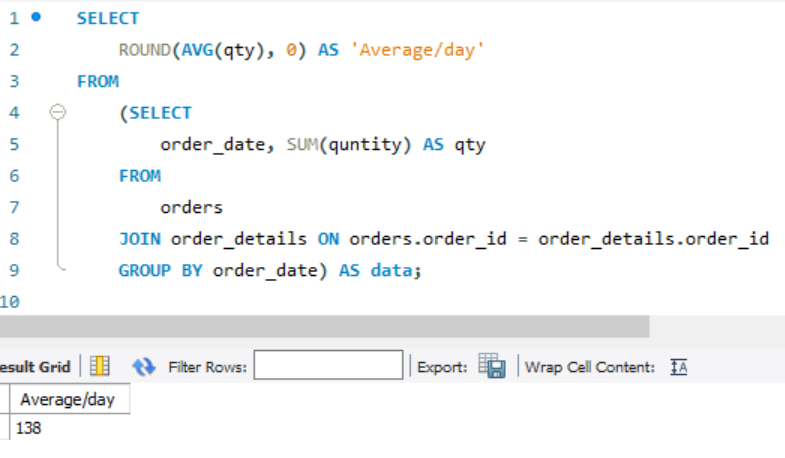 1 SELECT
2 ROUND(AVG(qty), 0) AS 'Average/day'
3 FROM
4 (SELECT
5 order_date, SUM(quntity) AS qty
6 FROM
7 orders
8 JOIN order_details ON orders.order_id = order_details.order_id
9 GROUP BY order_date) AS data;
10
esult Grid Filter Rows: Export: Wrap Cell Content: IA
Average/day
138